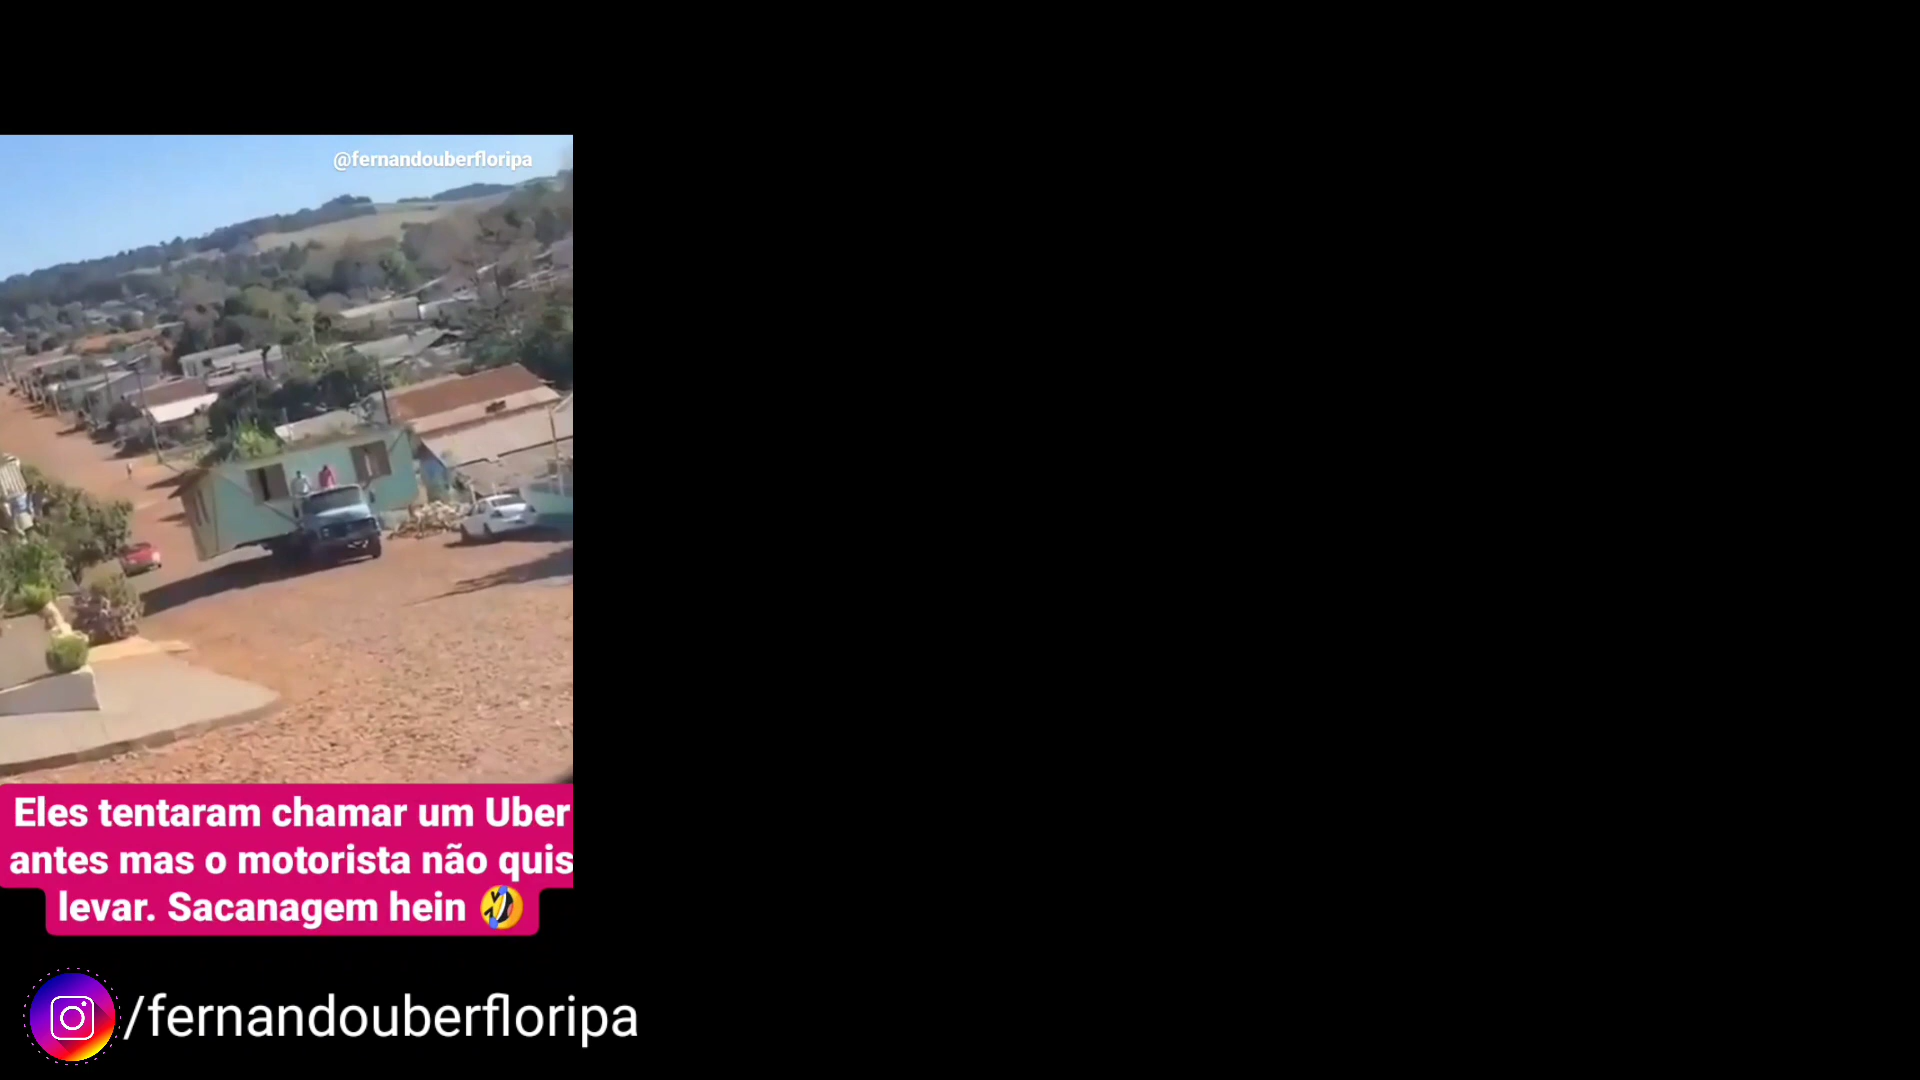 @fernandouberfloripa
Eles tentaram chamar um Uber
antes mas o motorista não quis
levar. Sacanagem hein 🤣
/fernandouberfloripa